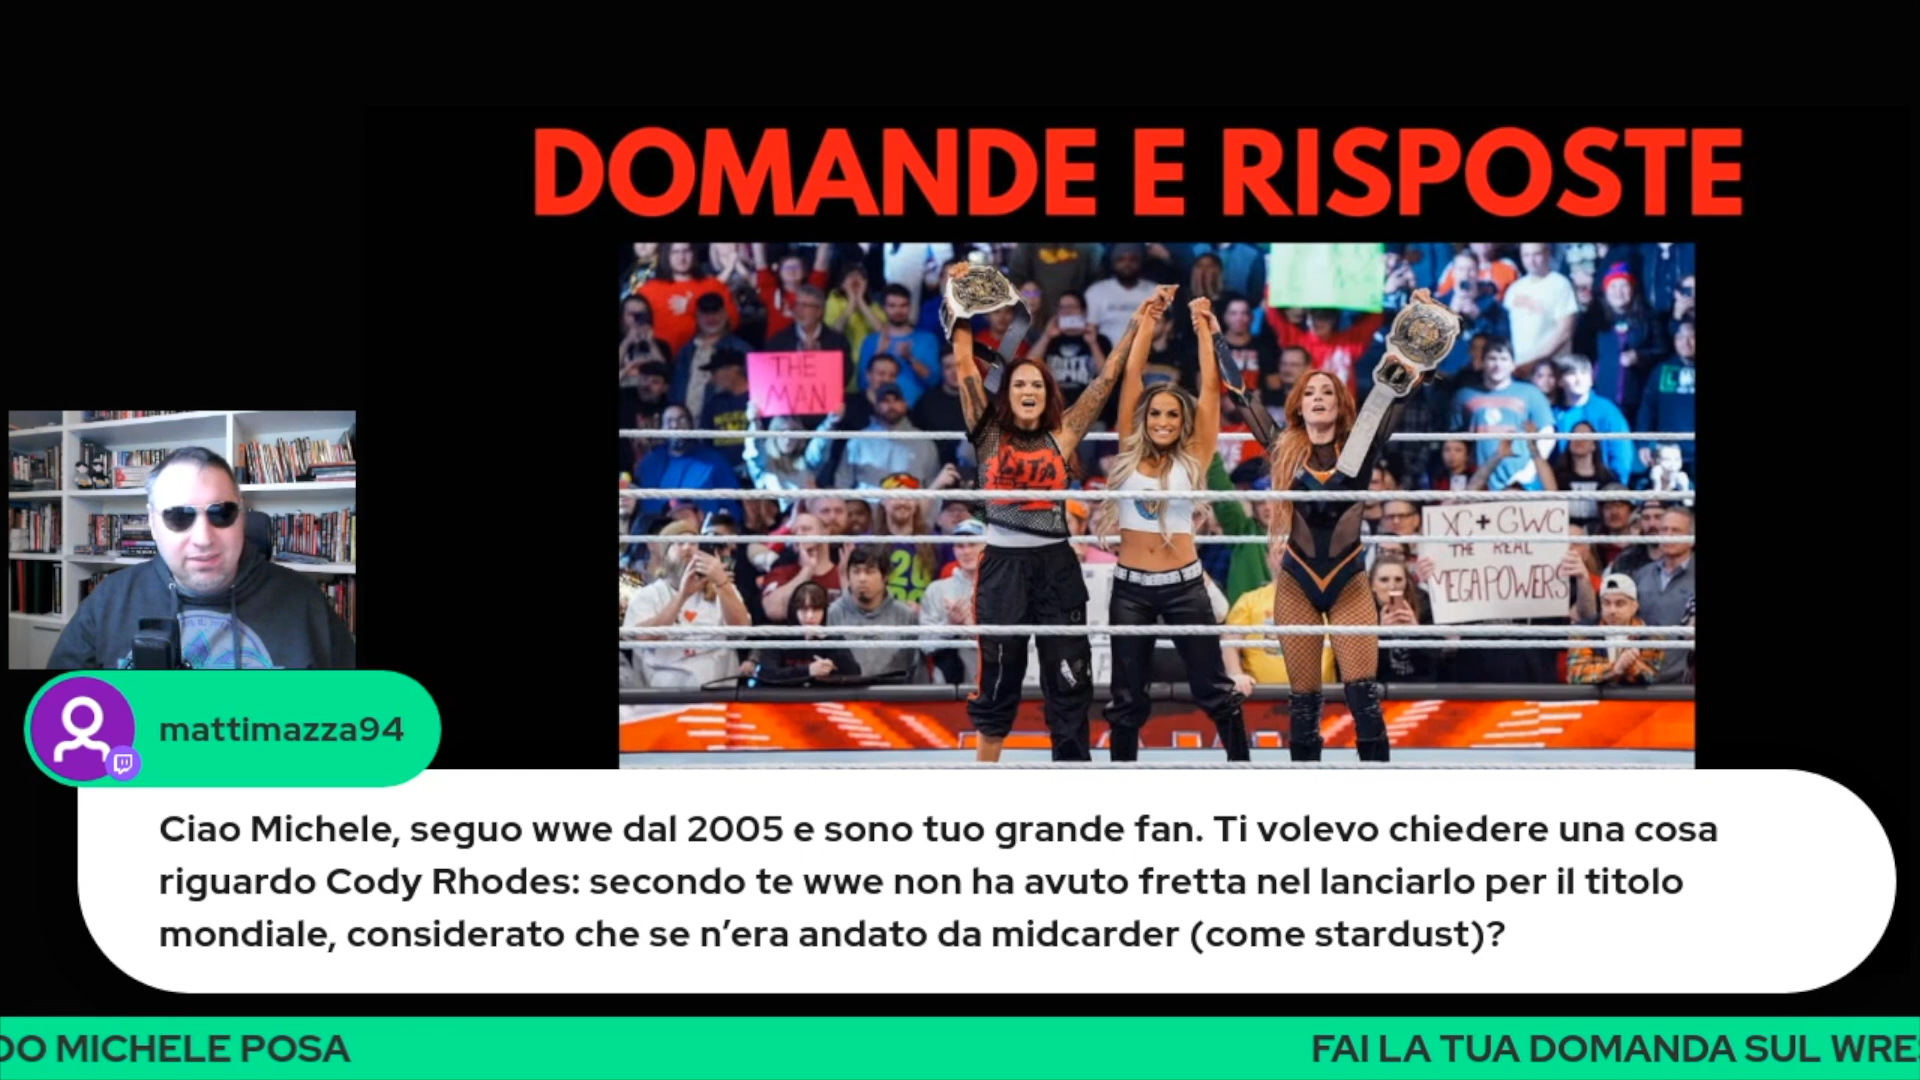 DOMANDE E RISPOSTE
THE
MAN
LITA
XC+GWC
THE REAL
MEGAPOWERS
mattimazza94
Ciao Michele, seguo wwe dal 2005 e sono tuo grande fan. Ti volevo chiedere una cosa
riguardo Cody Rhodes: secondo te wwe non ha avuto fretta nel lanciarlo per il titolo
mondiale, considerato che se n’era andato da midcarder (come stardust)?
DO MICHELE POSA
FAI LA TUA DOMANDA SUL WRES